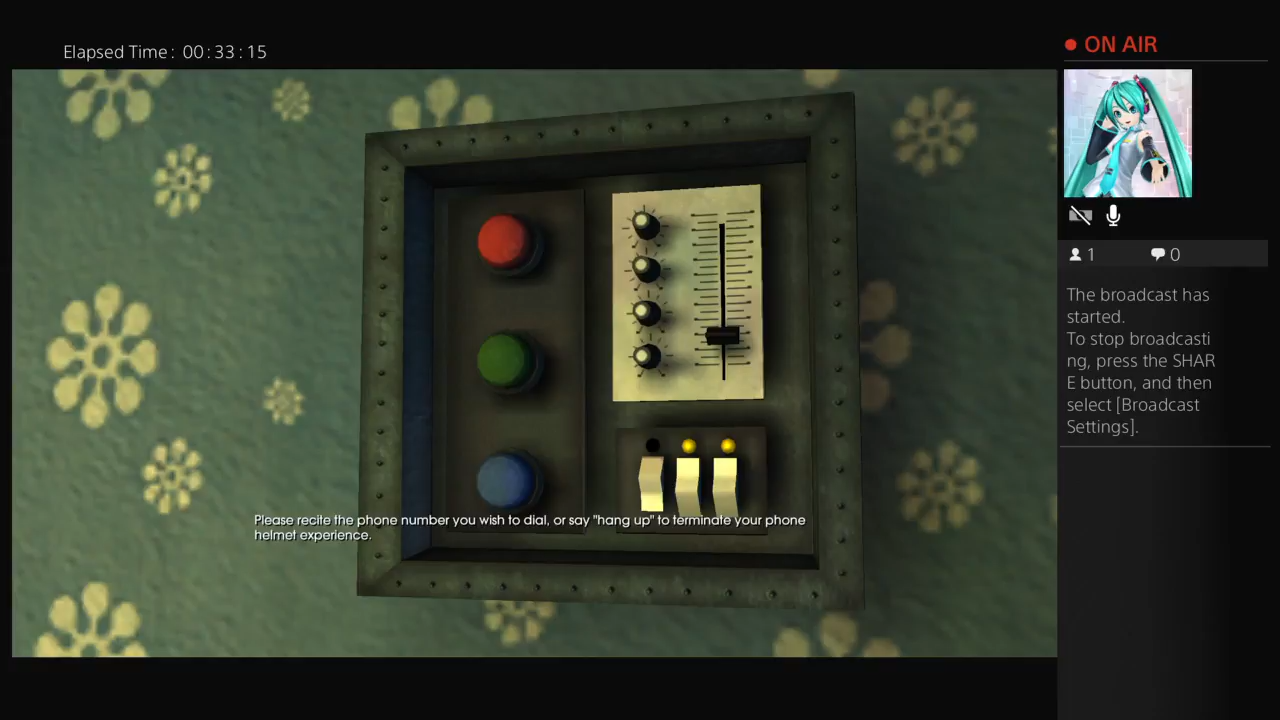 Elapsed Time: 00:33:15
ON AIR
1
0
The broadcast has
started.
To stop broadcasti
ng, press the SHAR
E button, and then
select [Broadcast
Settings].
Please recite the phone number you wish to dial, or say "hang up" to terminate your phone
helmet experience.